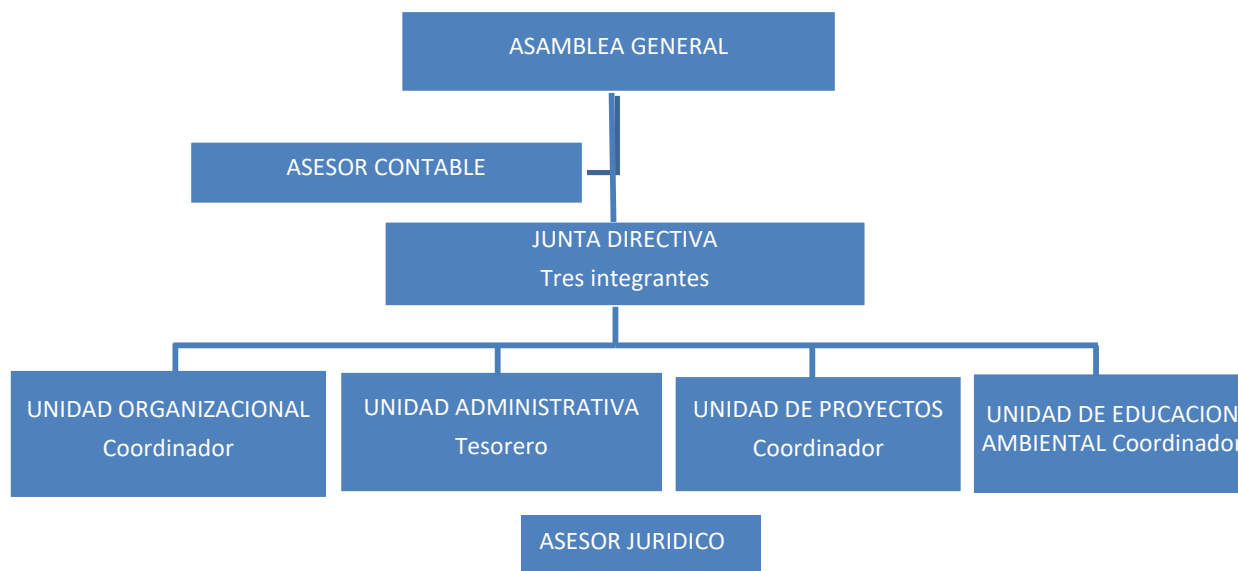 ASAMBLEA GENERAL
ASESOR CONTABLE
JUNTA DIRECTIVA
Tres integrantes
UNIDAD ORGANIZACIONAL
Coordinador
UNIDAD ADMINISTRATIVA
Tesorero
UNIDAD DE PROYECTOS
Coordinador
UNIDAD DE EDUCACION
AMBIENTAL Coordinador
ASESOR JURIDICO